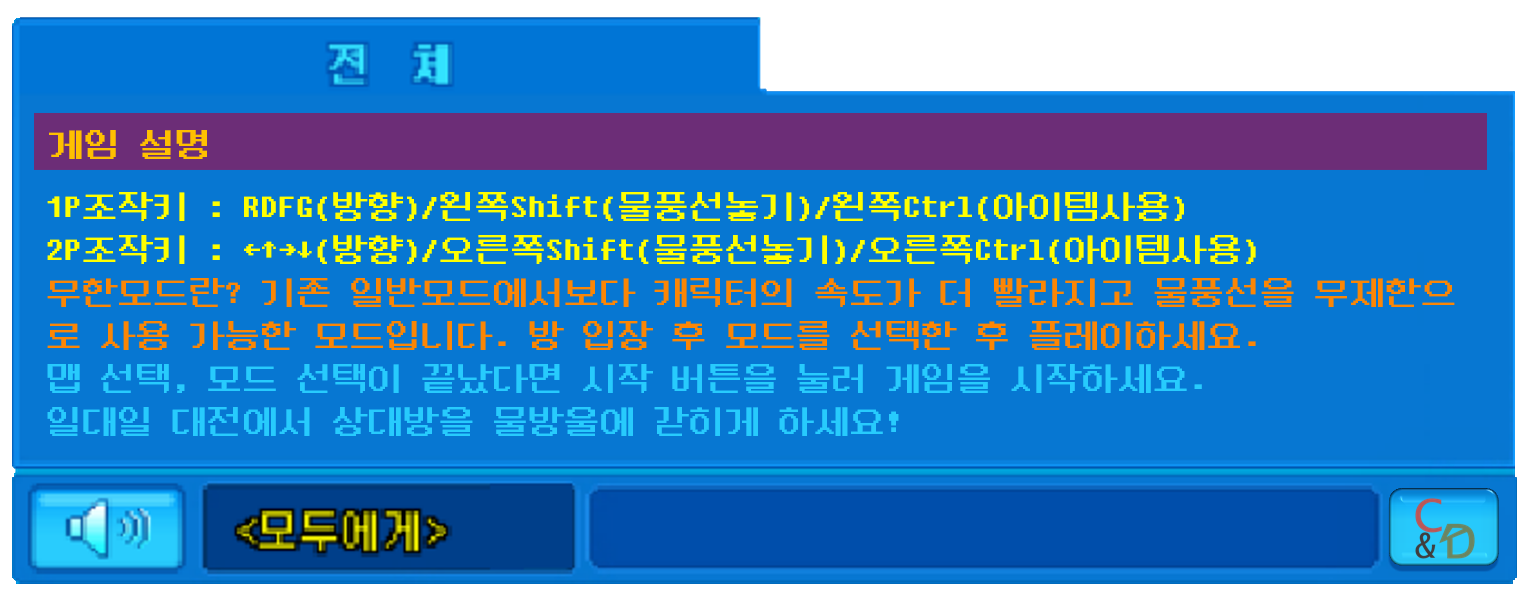 전 체
게임 설명
1P조작키 : RDFG(방향)/왼쪽Shift(물풍선놓기)/왼쪽Ctrl(아이템사용)
2P조작키 : ←↑→↓(방향)/오른쪽Shift(물풍선놓기)/오른쪽Ctrl(아이템사용)
무한모드란? 기존 일반모드에서보다 캐릭터의 속도가 더 빨라지고 물풍선을 무제한으
로 사용 가능한 모드입니다. 방 입장 후 모드를 선택한 후 플레이하세요.
맵 선택, 모드 선택이 끝났다면 시작 버튼을 눌러 게임을 시작하세요.
일대일 대전에서 상대방을 물방울에 갇히게 하세요!
<모두에게>
C
&D